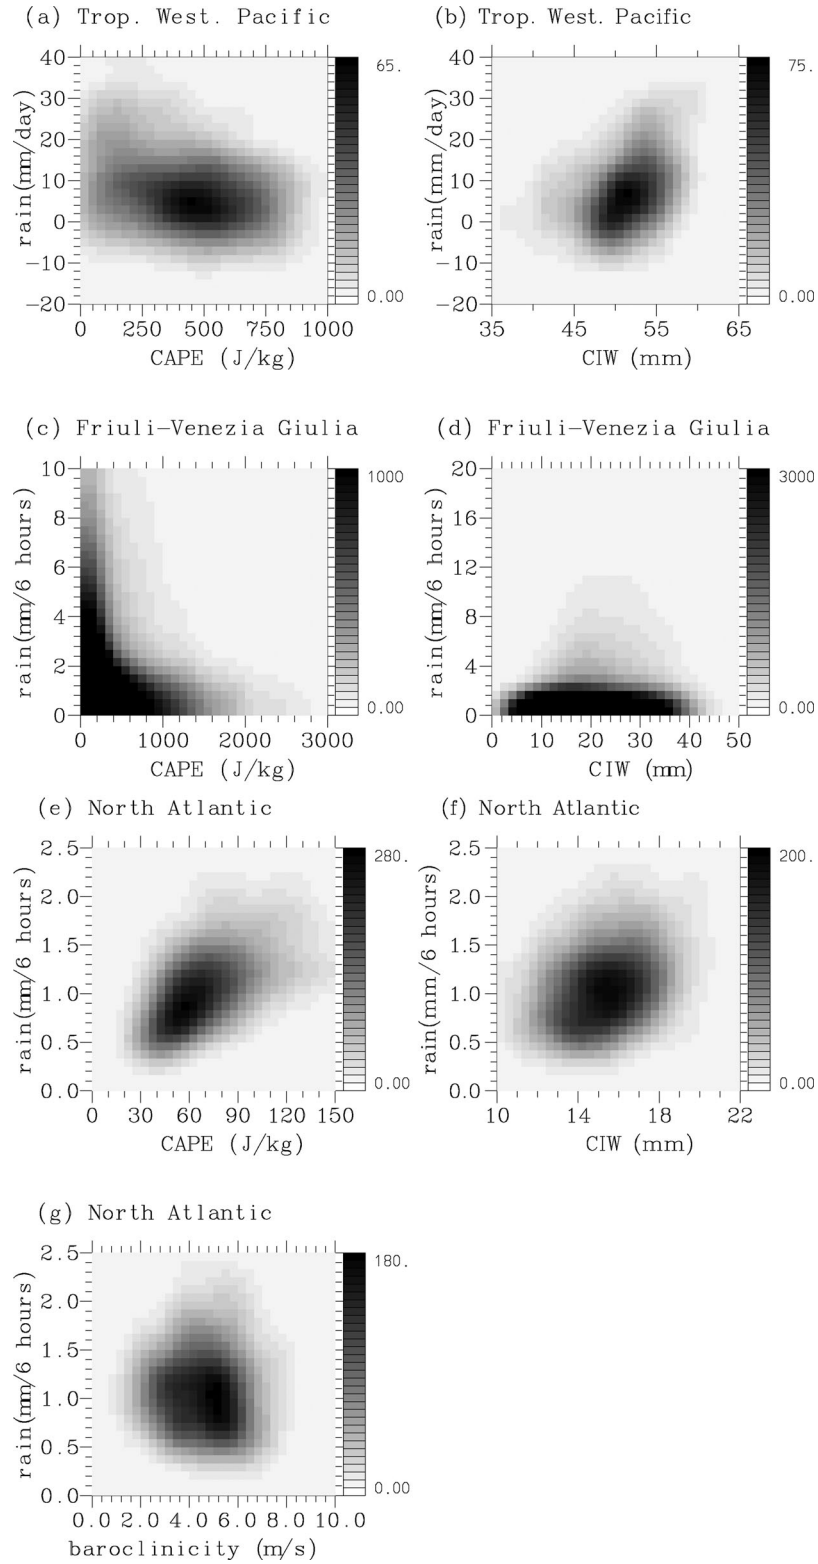 (a) Trop. West. Pacific
(b) Trop. West. Pacific
40
30
20
10
0
−10
−20
rain(mm/day)
0 250 500 750 1000
CAPE (J/kg)
65.
0.00
40
30
20
10
0
−10
−20
rain(mm/day)
35 45 55 65
CIW (mm)
75.
0.00
(c) Friuli−Venezia Giulia
(d) Friuli−Venezia Giulia
10
8
6
4
2
0
rain(mm/6 hours)
0 1000 2000 3000
CAPE (J/kg)
1000
0.00
20
16
12
8
4
0
rain(mm/6 hours)
0 10 20 30 40 50
CIW (mm)
3000
0.00
(e) North Atlantic
(f) North Atlantic
2.5
2.0
1.5
1.0
0.5
0.0
rain(mm/6 hours)
0 30 60 90 120 150
CAPE (J/kg)
280.
0.00
2.5
2.0
1.5
1.0
0.5
0.0
rain(mm/6 hours)
10 14 18 22
CIW (mm)
200.
0.00
(g) North Atlantic
2.5
2.0
1.5
1.0
0.5
0.0
rain(mm/6 hours)
0.0 2.0 4.0 6.0 8.0 10.0
baroclinicity (m/s)
180.
0.00